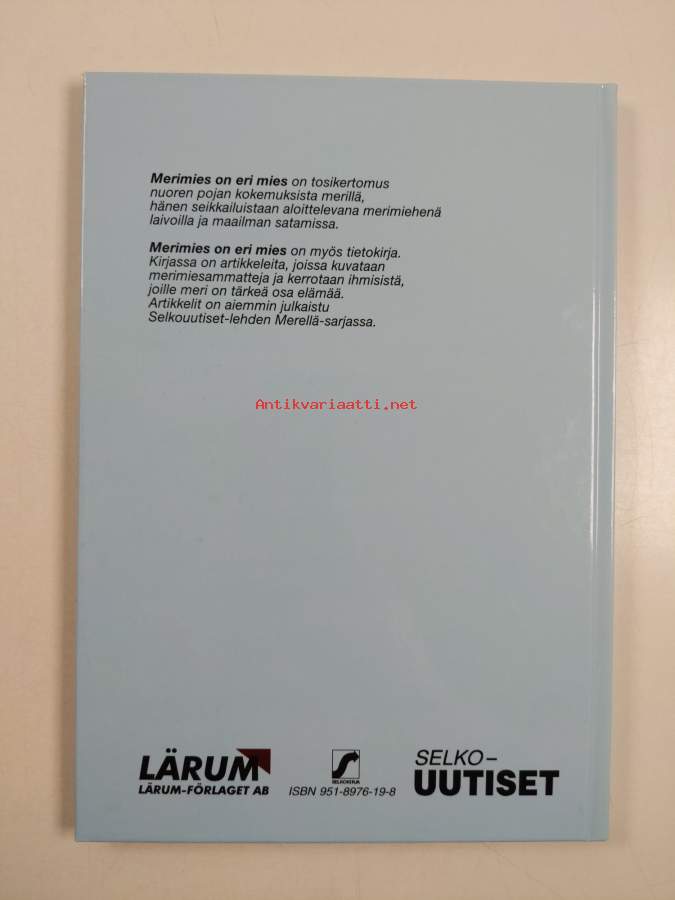 Merimies on eri mies on tosikertomus
nuoren pojan kokemuksista merillä,
hänen seikkailuistaan aloittelevana merimiehenä
laivoilla ja maailman satamissa.
Merimies on eri mies on myös tietokirja.
Kirjassa on artikkeleita, joissa kuvataan
merimiesammatteja ja kerrotaan ihmisistä,
joille meri on tärkeä osa elämää.
Artikkelit on aiemmin julkaistu
Selkouutiset-lehden Merellä-sarjassa.
Antikvariaatti.net
LÄRUM
LÄRUM-FÖRLAGET AB
SELKOKIRJA
ISBN 951-8976-19-8
SELKO–
UUTISET